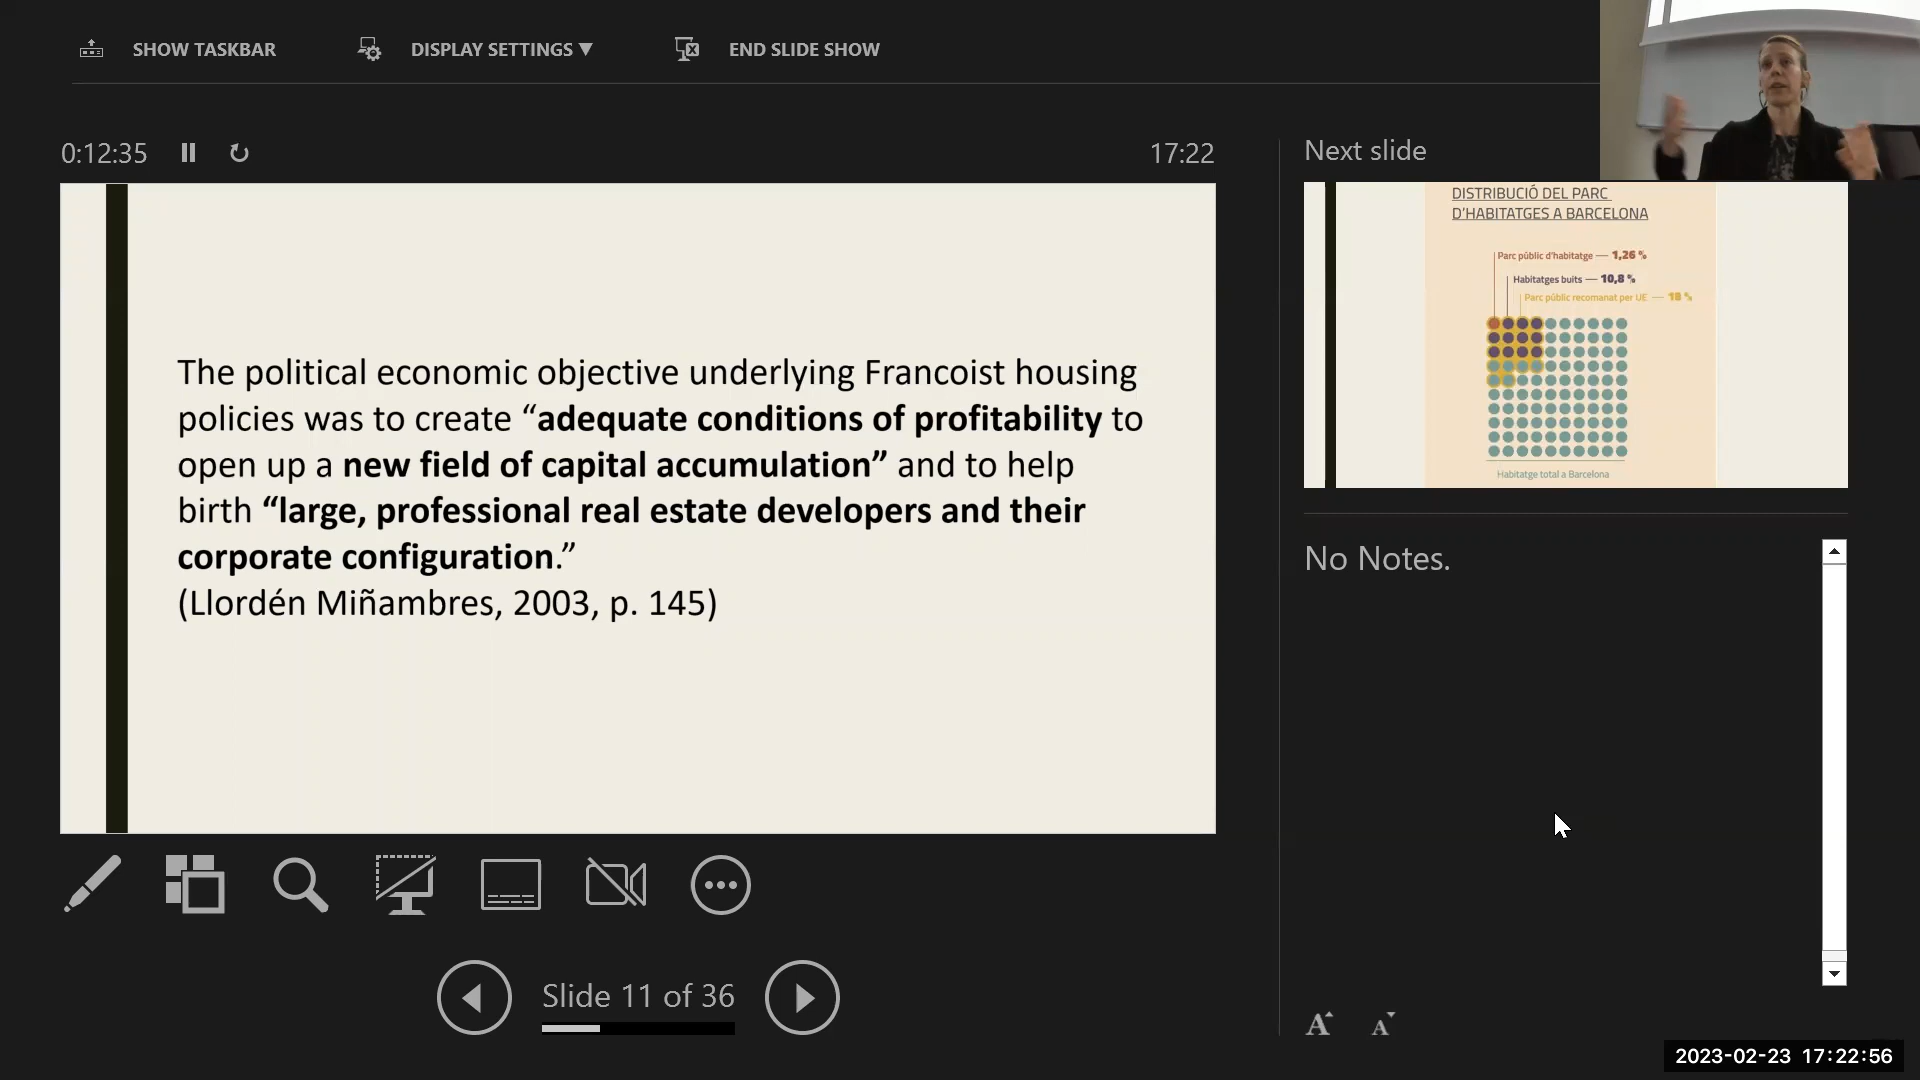 SHOW TASKBAR
DISPLAY SETTINGS ▼
END SLIDE SHOW
0:12:35
17:22
The political economic objective underlying Francoist housing
policies was to create “adequate conditions of profitability to
open up a new field of capital accumulation” and to help
birth “large, professional real estate developers and their
corporate configuration.”
(Llordén Miñambres, 2003, p. 145)
Slide 11 of 36
Next slide
DISTRIBUCIÓ DEL PARC
D'HABITATGES A BARCELONA
Parc públic d'habitatge — 1,26 %
Habitatges buits — 10,8 %
Parc públic recomanat per UE — 18 %
Habitatge total a Barcelona
No Notes.
A A
2023-02-23 17:22:56